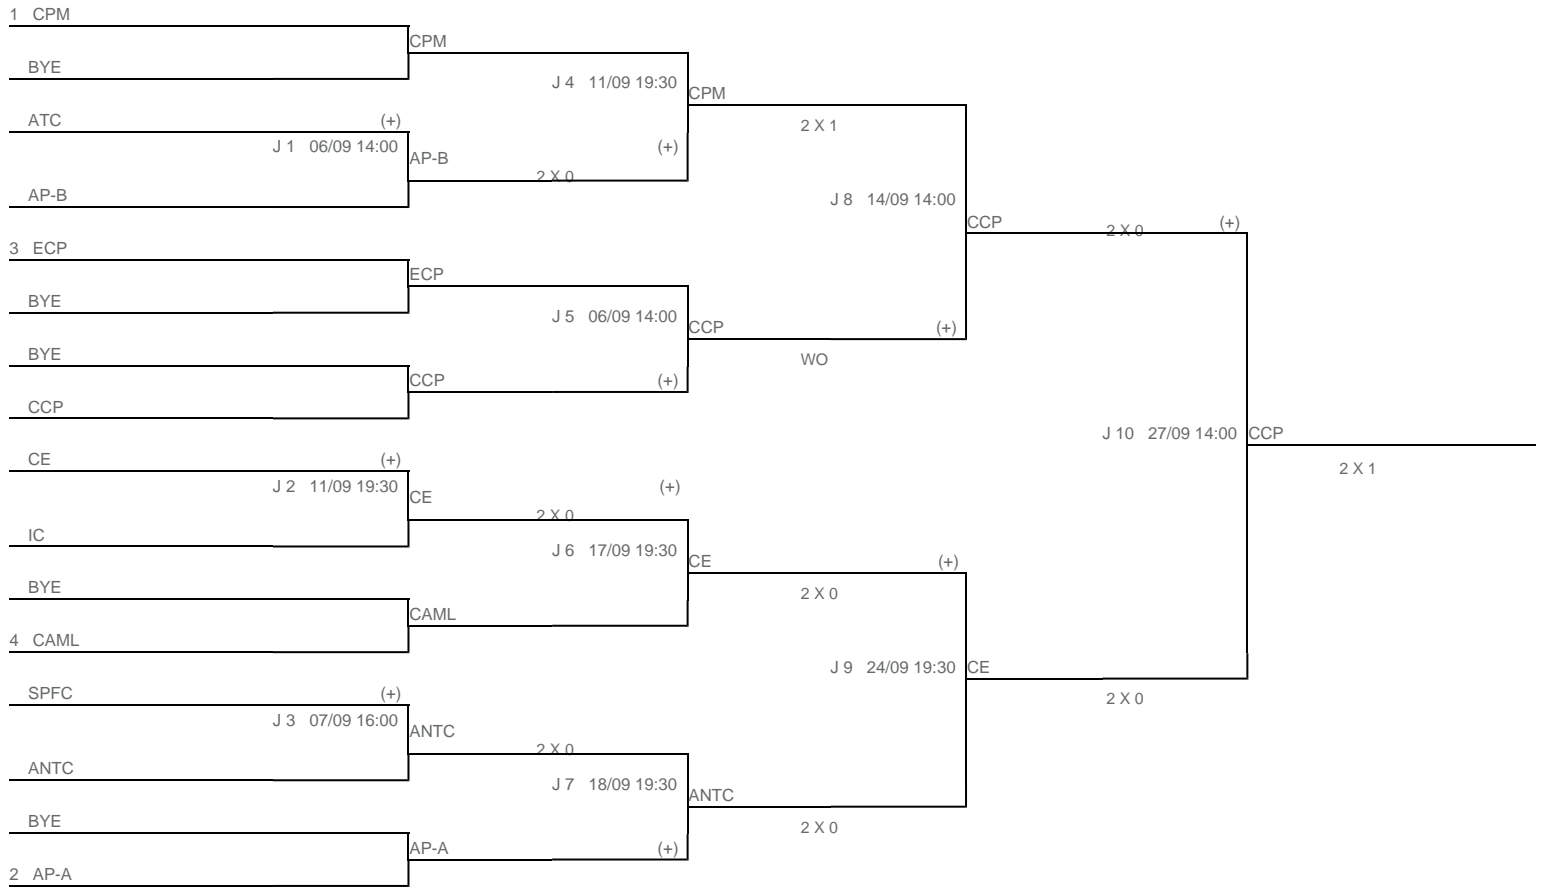 1 CPM
CPM
BYE
J 4 11/09 19:30
CPM
ATC (+)
2 X 1
J 1 06/09 14:00
(+)
AP-B
2 X 0
AP-B
J 8 14/09 14:00
CCP
2 X 0
(+)
3 ECP
ECP
BYE
J 5 06/09 14:00
CCP
(+)
BYE
WO
CCP
(+)
CCP
J 10 27/09 14:00
CCP
2 X 1
CE (+)
J 2 11/09 19:30
(+)
CE
2 X 0
IC
J 6 17/09 19:30
CE
(+)
BYE
2 X 0
CAML
4 CAML
J 9 24/09 19:30
CE
2 X 0
SPFC (+)
J 3 07/09 16:00
ANTC
2 X 0
ANTC
J 7 18/09 19:30
ANTC
BYE
2 X 0
AP-A
(+)
2 AP-A